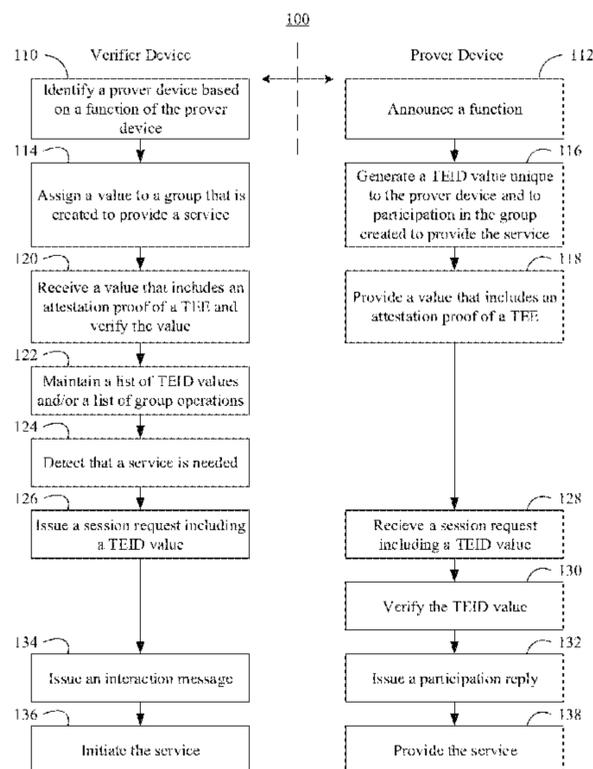 100
Verifier Device
Prover Device
110
Identify a prover device based
on a function of the prover
device
112
Announce a function
114
Assign a value to a group that is
created to provide a service
116
Generate a TEID value unique
to the prover device and to
participation in the group
created to provide the service
120
Receive a value that includes an
attestation proof of a TEE and
verify the value
118
Provide a value that includes an
attestation proof of a TEE
122
Maintain a list of TEID values
and/or a list of group operations
124
Detect that a service is needed
126
Issue a session request including
a TEID value
128
Recieve a session request
including a TEID value
130
Verify the TEID value
134
Issue an interaction message
132
Issue a participation reply
136
Initiate the service
138
Provide the service